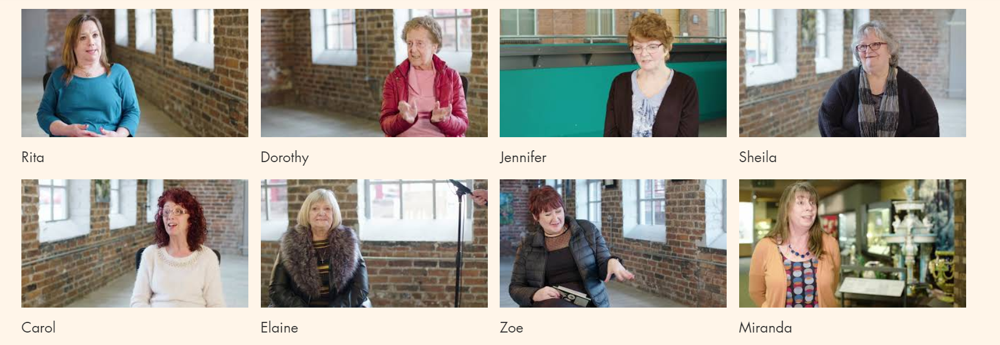 Rita
Dorothy
Jennifer
Sheila
Carol
Elaine
Zoe
Miranda